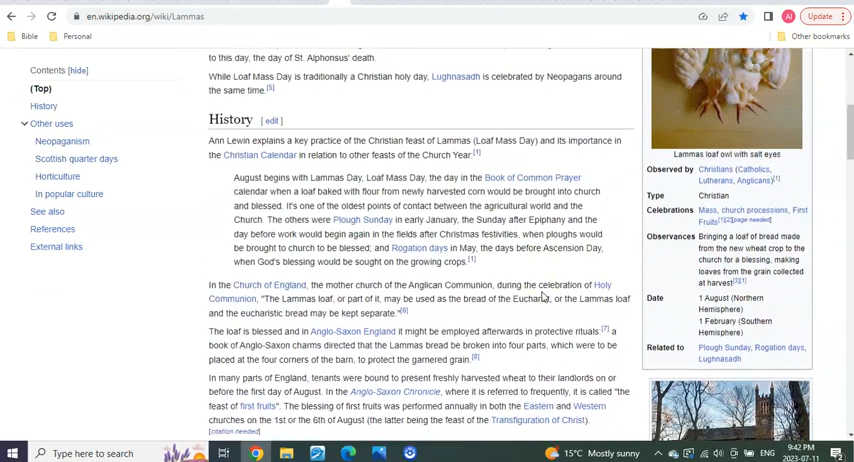 en.wikipedia.org/wiki/Lammas
Update
Bible
Personal
Other bookmarks
Contents [hide]
(Top)
History
Other uses
Neopaganism
Scottish quarter days
Horticulture
In popular culture
See also
References
External links
to this day, the day of St. Alphonsus' death.
While Loaf Mass Day is traditionally a Christian holy day, Lughnasadh is celebrated by Neopagans around
the same time.[5]
History [ edit ]
Ann Lewin explains a key practice of the Christian feast of Lammas (Loaf Mass Day) and its importance in
the Christian Calendar in relation to other feasts of the Church Year:[1]
August begins with Lammas Day, Loaf Mass Day, the day in the Book of Common Prayer
calendar when a loaf baked with flour from newly harvested corn would be brought into church
and blessed. It's one of the oldest points of contact between the agricultural world and the
Church. The others were Plough Sunday in early January, the Sunday after Epiphany and the
day before work would begin again in the fields after Christmas festivities, when ploughs would
be brought to church to be blessed; and Rogation days in May, the days before Ascension Day,
when God's blessing would be sought on the growing crops.[1]
In the Church of England, the mother church of the Anglican Communion, during the celebration of Holy
Communion, "The Lammas loaf, or part of it, may be used as the bread of the Eucharist, or the Lammas loaf
and the eucharistic bread may be kept separate."[6]
The loaf is blessed and in Anglo-Saxon England it might be employed afterwards in protective rituals:[7] a
book of Anglo-Saxon charms directed that the Lammas bread be broken into four parts, which were to be
placed at the four corners of the barn, to protect the garnered grain.[8]
In many parts of England, tenants were bound to present freshly harvested wheat to their landlords on or
before the first day of August. In the Anglo-Saxon Chronicle, where it is referred to frequently, it is called "the
feast of first fruits". The blessing of first fruits was performed annually in both the Eastern and Western
churches on the 1st or the 6th of August (the latter being the feast of the Transfiguration of Christ).
[citation needed]
Lammas loaf owl with salt eyes
Observed by Christians (Catholics,
Lutherans, Anglicans)[1]
Type Christian
Celebrations Mass, church processions, First
Fruits[1][2][page needed]
Observances Bringing a loaf of bread made
from the new wheat crop to the
church for a blessing, making
loaves from the grain collected
at harvest[3][1]
Date 1 August (Northern
Hemisphere)
1 February (Southern
Hemisphere)
Related to Plough Sunday, Rogation days,
Lughnasadh
Type here to search
15°C Mostly sunny
ENG
9:42 PM
2023-07-11